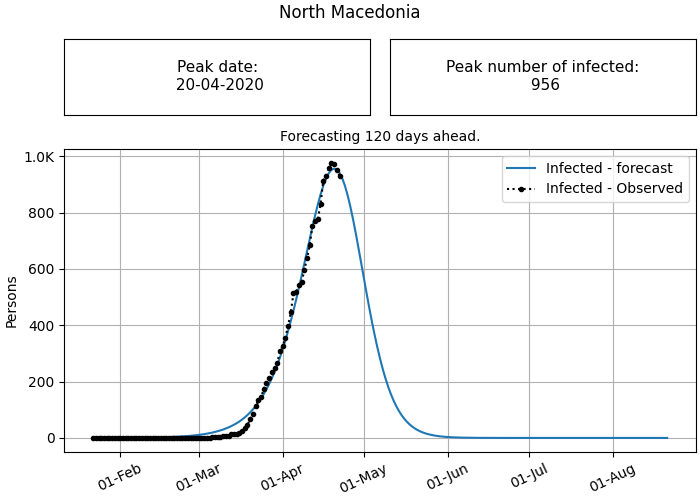 North Macedonia
Peak date:
20-04-2020
Peak number of infected:
956
Forecasting 120 days ahead.
1.0K
800
600
400
200
0
Persons
Infected - forecast
Infected - Observed
01-Feb
01-Mar
01-Apr
01-May
01-Jun
01-Jul
01-Aug